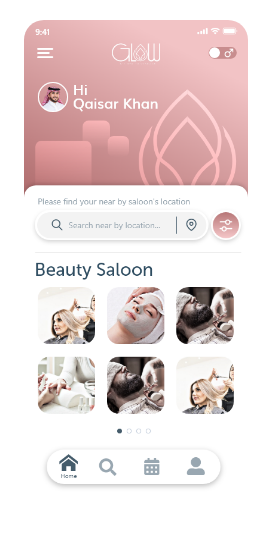 9:41
GLOW
Hi
Qaisar Khan
Please find your near by saloon's location
Search near by location...
Beauty Saloon
Home